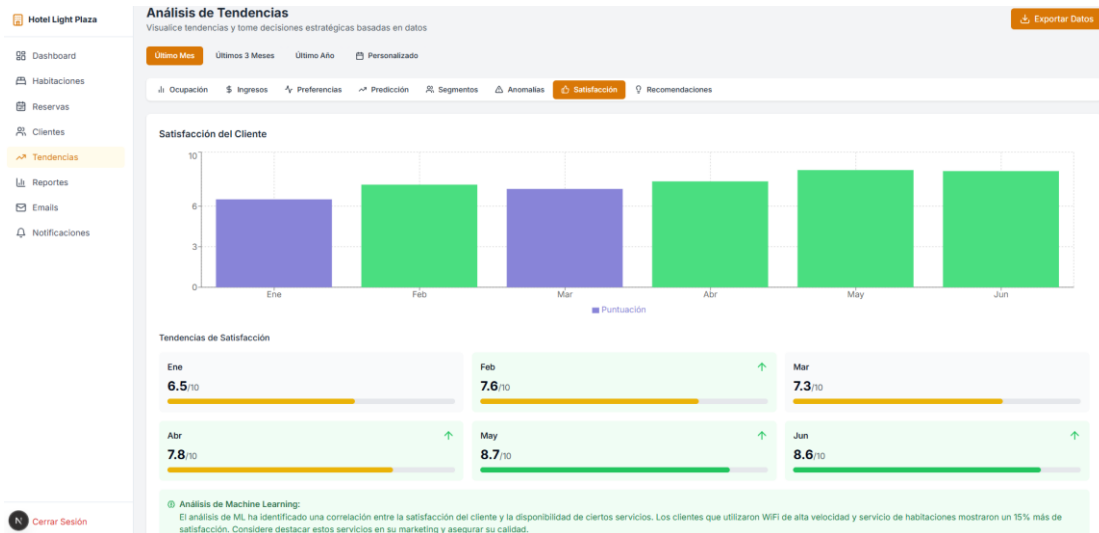 Hotel Light Plaza
Dashboard
Habitaciones
Reservas
Clientes
Tendencias
Reportes
Emails
Notificaciones
N
Cerrar Sesión
Análisis de Tendencias
Visualice tendencias y tome decisiones estratégicas basadas en datos
Exportar Datos
Último Mes Últimos 3 Meses Último Año Personalizado
Ocupación $ Ingresos Preferencias Predicción Segmentos Anomalías Satisfacción Recomendaciones
Satisfacción del Cliente
10
6
3
0
Ene Feb Mar Abr May Jun
Puntuación
Tendencias de Satisfacción
Ene Feb Mar
6.5/10 7.6/10 7.3/10
Abr May Jun
7.8/10 8.7/10 8.6/10
Análisis de Machine Learning:
El análisis de ML ha identificado una correlación entre la satisfacción del cliente y la disponibilidad de ciertos servicios. Los clientes que utilizaron WiFi de alta velocidad y servicio de habitaciones mostraron un 15% más de
satisfacción. Considere destacar estos servicios en su marketing y asegurar su calidad.